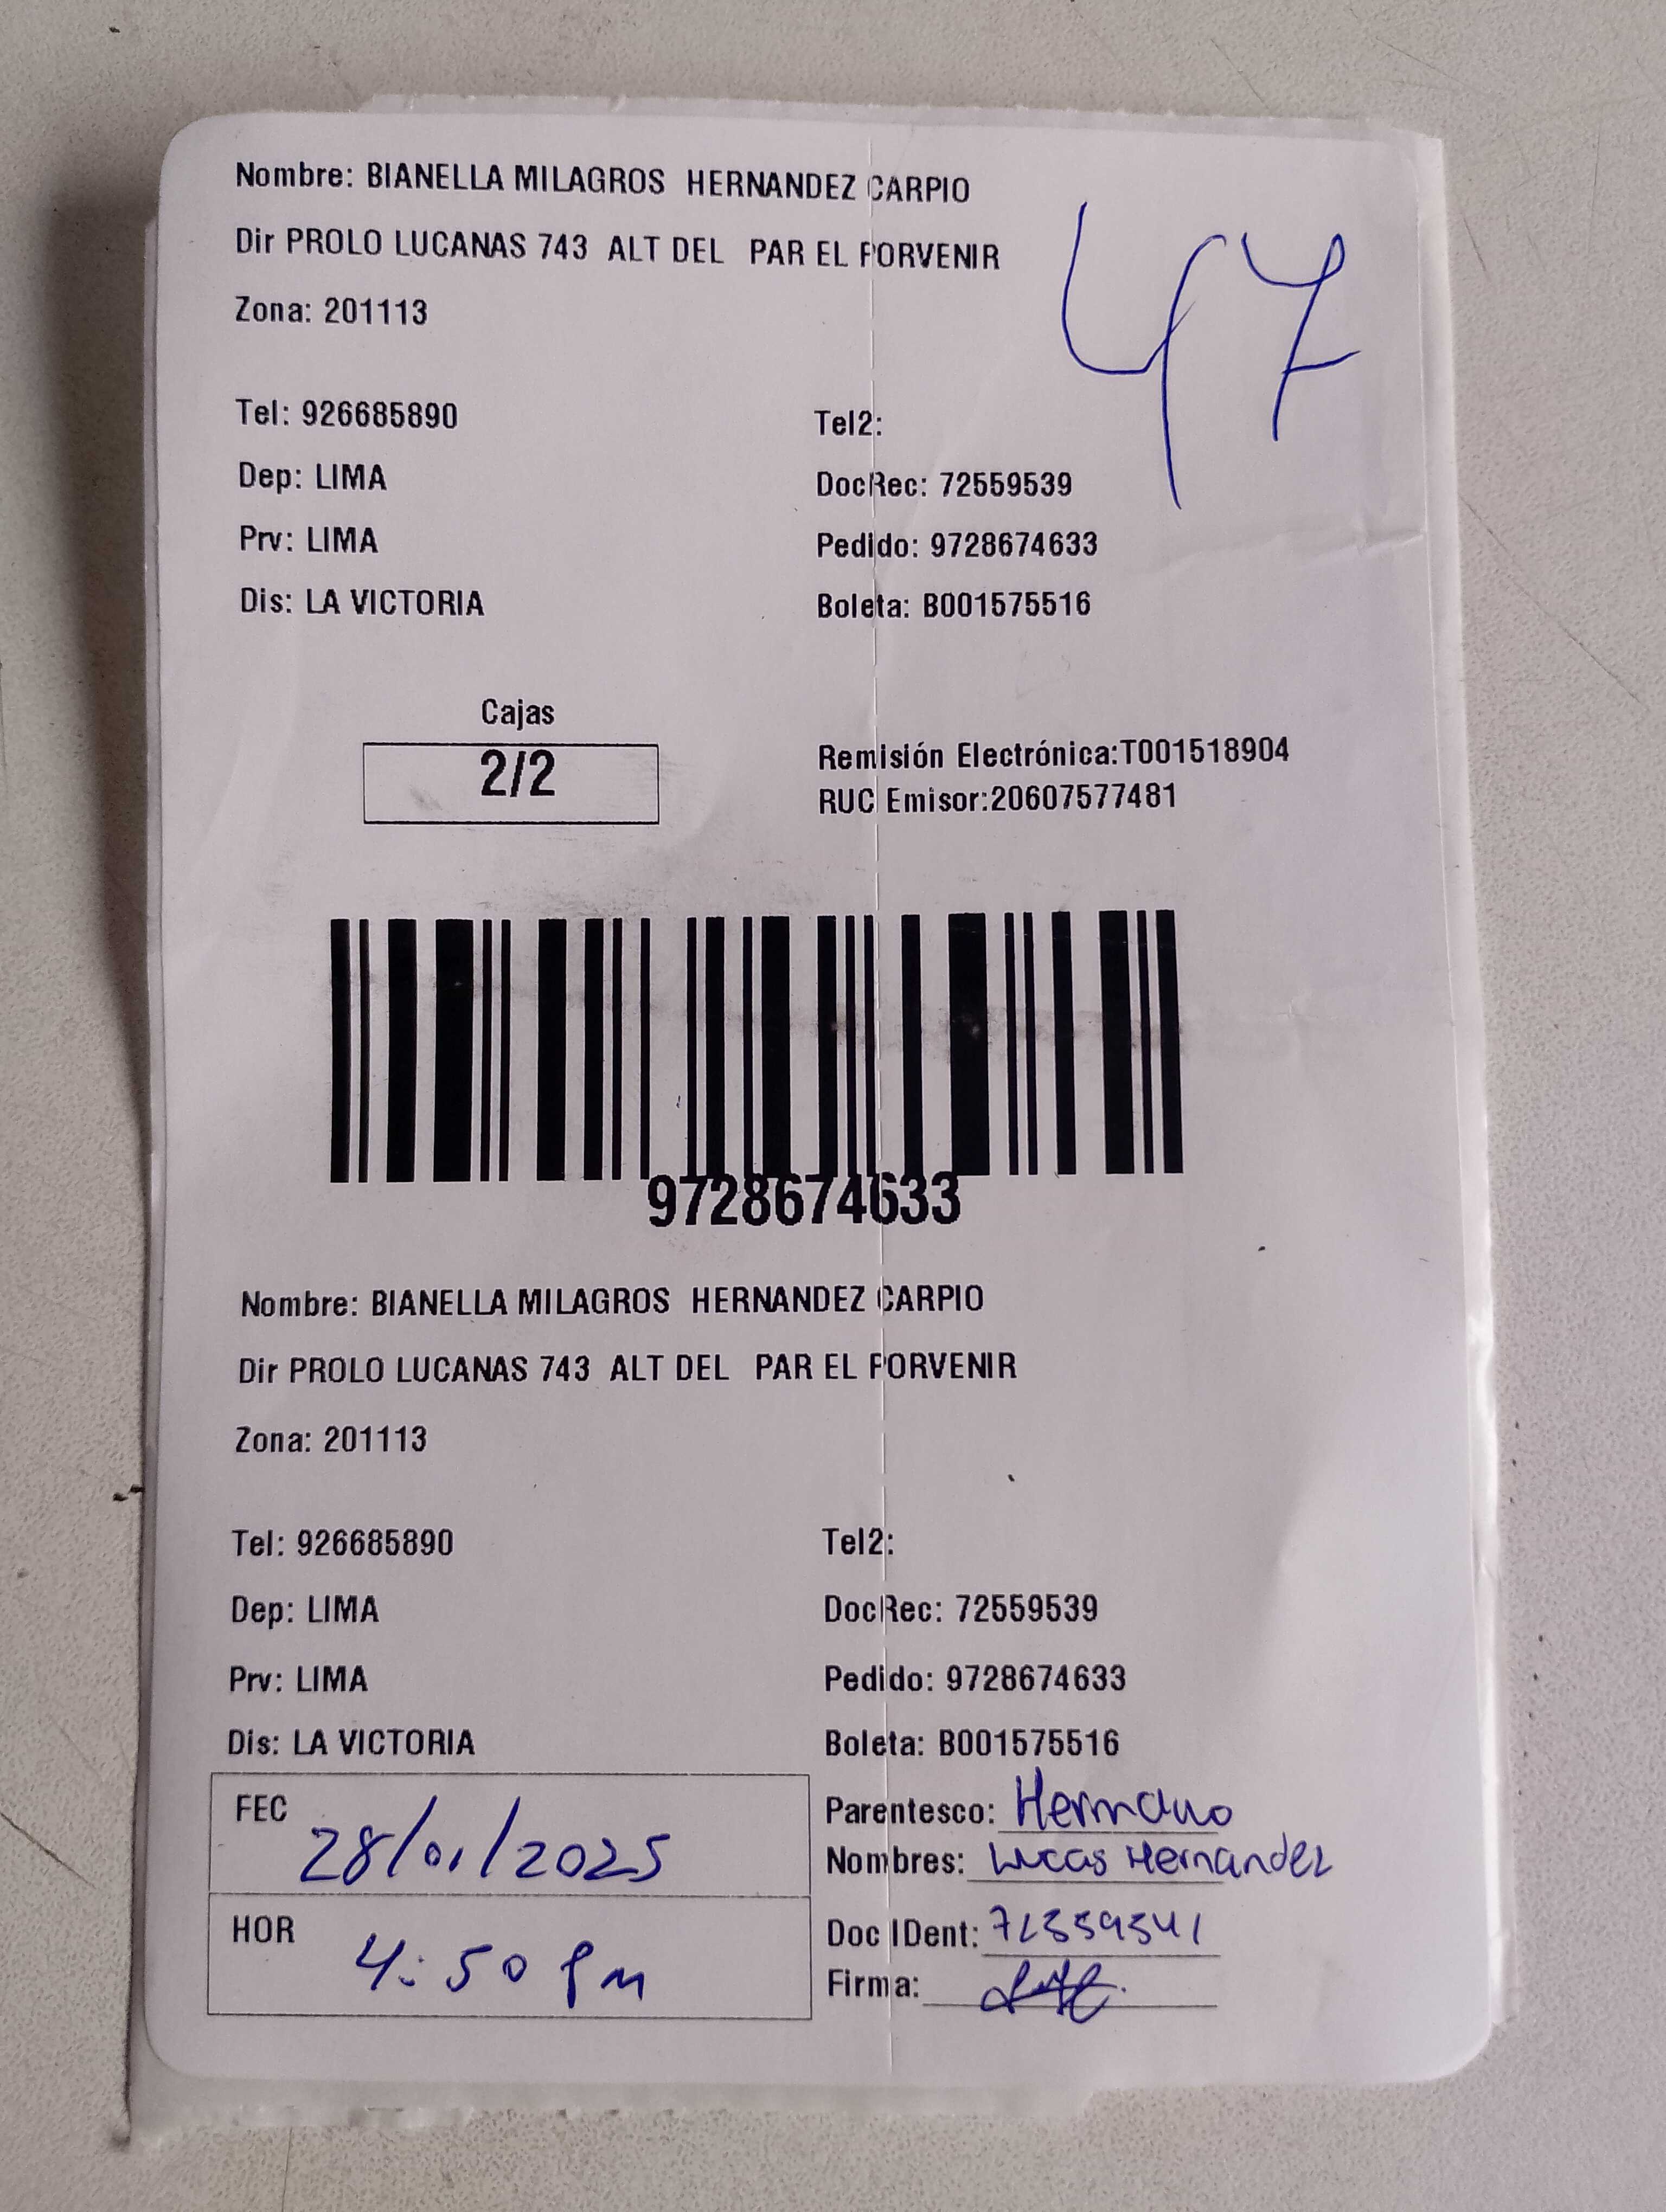 Nombre: BIANELLA MILAGROS HERNANDEZ CARPIO
47
Dir PROLO LUCANAS 743 ALT DEL PAR EL PORVENIR
Zona: 201113
Tel: 926685890 Tel2:
Dep: LIMA DocRec: 72559539
Prv: LIMA Pedido: 9728674633
Dis: LA VICTORIA Boleta: B001575516
Cajas
2/2
Remisión Electrónica:T001518904
RUC Emisor:20607577481
9728674633
Nombre: BIANELLA MILAGROS HERNANDEZ CARPIO
Dir PROLO LUCANAS 743 ALT DEL PAR EL PORVENIR
Zona: 201113
Tel: 926685890 Tel2:
Dep: LIMA DocRec: 72559539
Prv: LIMA Pedido: 9728674633
Dis: LA VICTORIA Boleta: B001575516
FEC 28/01/2025
HOR 4:50 pm
Parentesco: Hermano
Nombres: Lucas Hernandez
Doc IDent:
Firma: